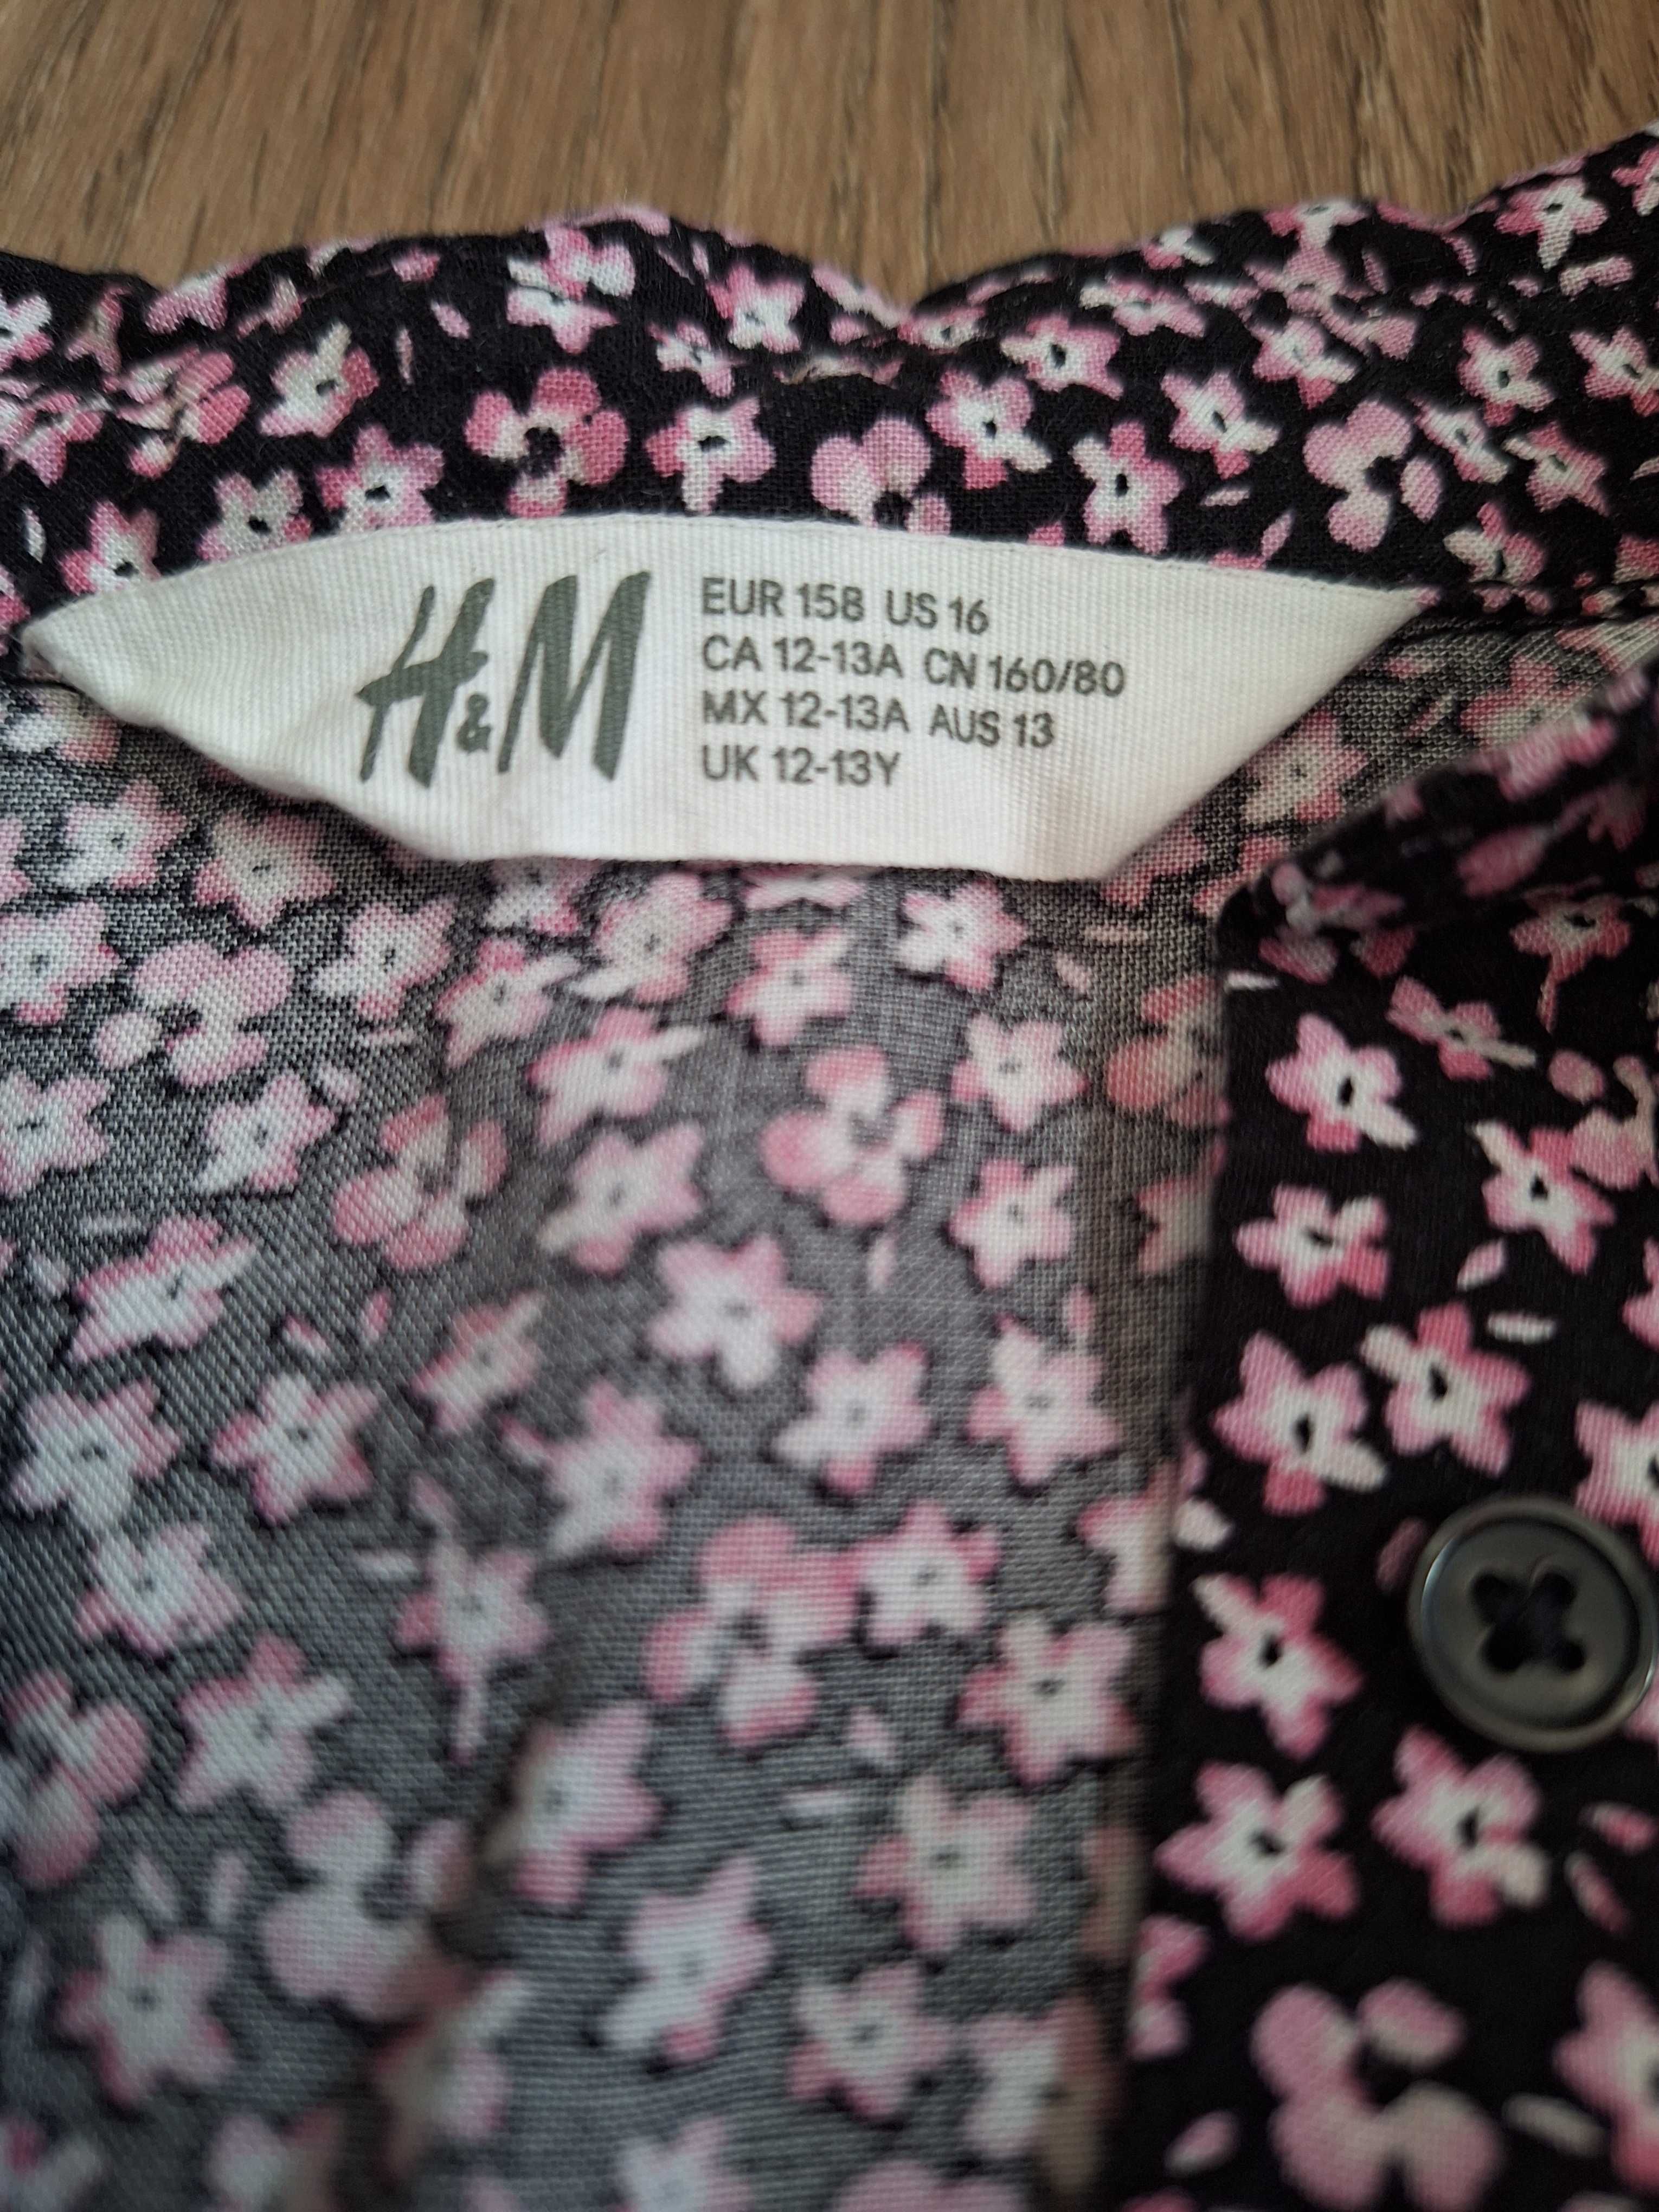 H&M
EUR 158 US 16
CA 12-13A CN 160/80
MX 12-13A AUS 13
UK 12-13Y